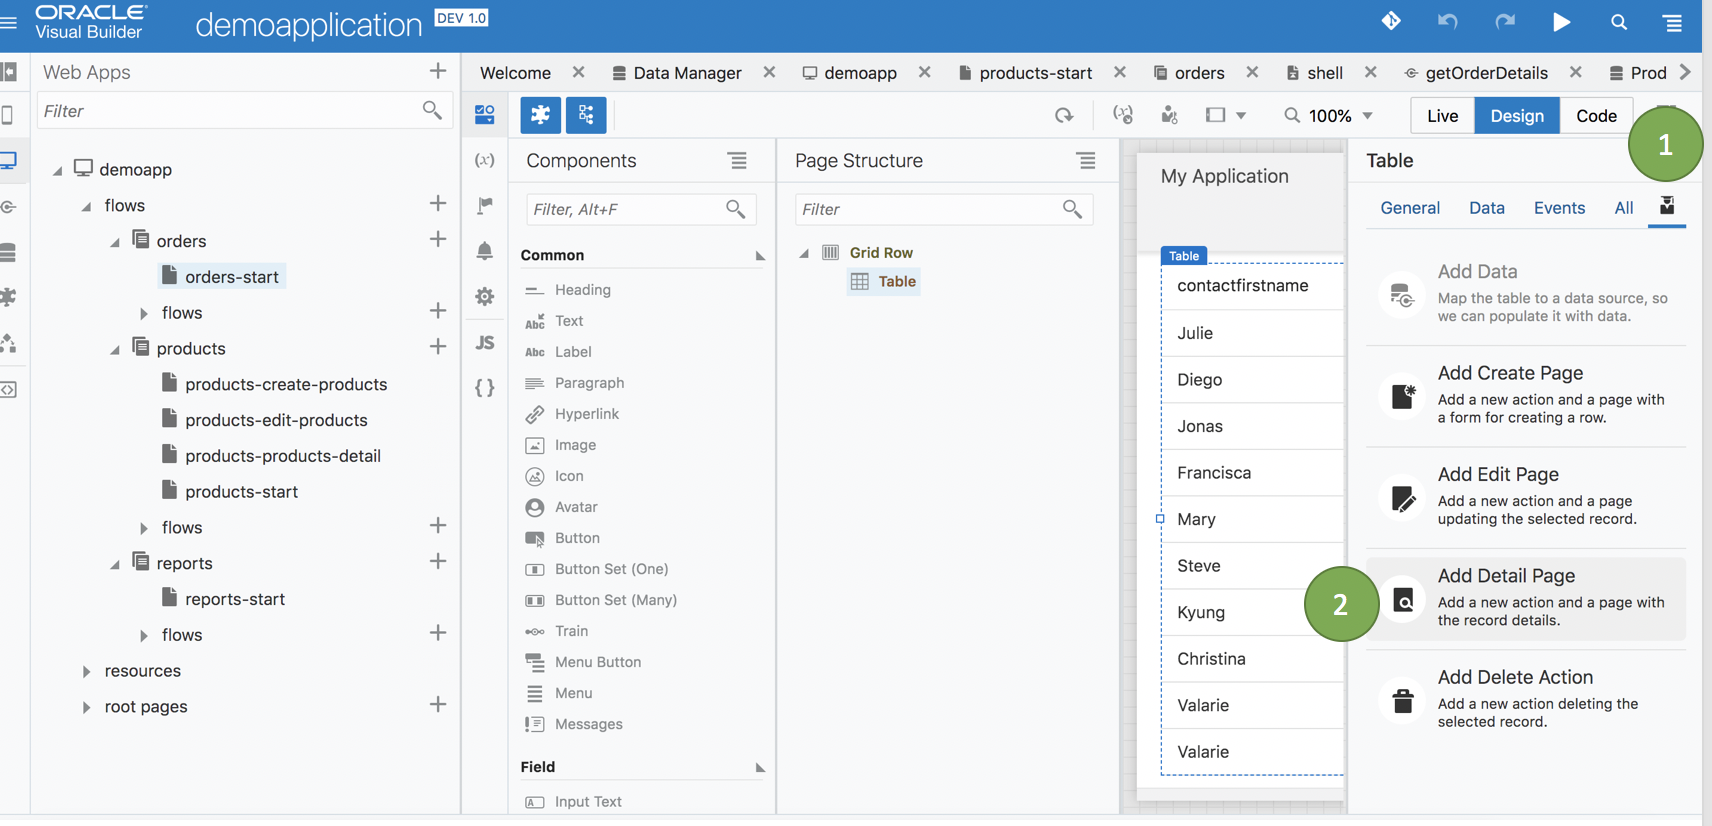 ORACLE
Visual Builder
demoapplication
DEV 1.0
Web Apps
Filter
demoapp
flows
orders
orders-start
flows
products
products-create-products
products-edit-products
products-products-detail
products-start
flows
reports
reports-start
flows
resources
root pages
Welcome
Data Manager
demoapp
products-start
orders
shell
getOrderDetails
Prod
100%
Live
Design
Code
1
(x)
JS
{ }
Components
Filter, Alt+F
Common
Heading
Abc Text
Abc Label
Paragraph
Hyperlink
Image
Icon
Avatar
Button
Button Set (One)
Button Set (Many)
Train
Menu Button
Menu
Messages
Field
Input Text
Page Structure
Filter
Grid Row
Table
My Application
Table
contactfirstname
Julie
Diego
Jonas
Francisca
Mary
Steve
Kyung
Christina
Valarie
Valarie
Table
General
Data
Events
All
Add Data
Map the table to a data source, so
we can populate it with data.
Add Create Page
Add a new action and a page with
a form for creating a row.
Add Edit Page
Add a new action and a page
updating the selected record.
2
Add Detail Page
Add a new action and a page with
the record details.
Add Delete Action
Add a new action deleting the
selected record.